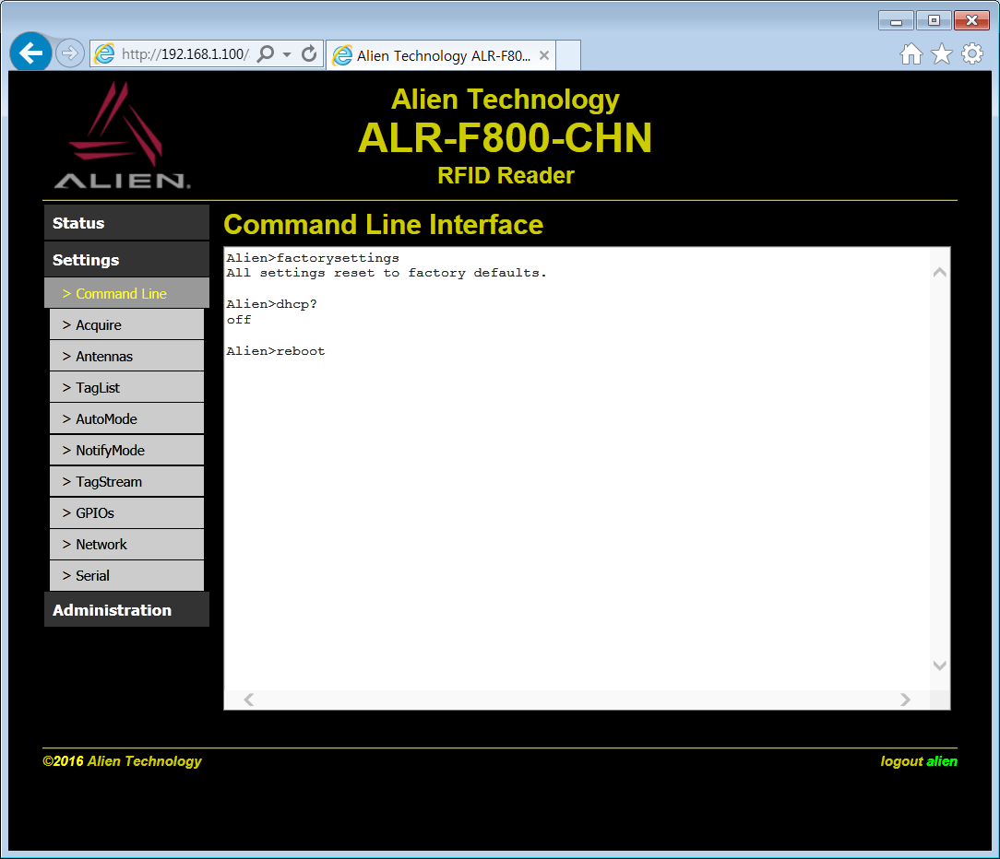 http://192.168.1.100/
Alien Technology ALR-F80...
ALIEN.
Alien Technology
ALR-F800-CHN
RFID Reader
Status
Settings
> Command Line
> Acquire
> Antennas
> TagList
> AutoMode
> NotifyMode
> TagStream
> GPIOs
> Network
> Serial
Administration
Command Line Interface
Alien>factorysettings
All settings reset to factory defaults.
Alien>dhcp?
off
Alien>reboot
©2016 Alien Technology
logout alien